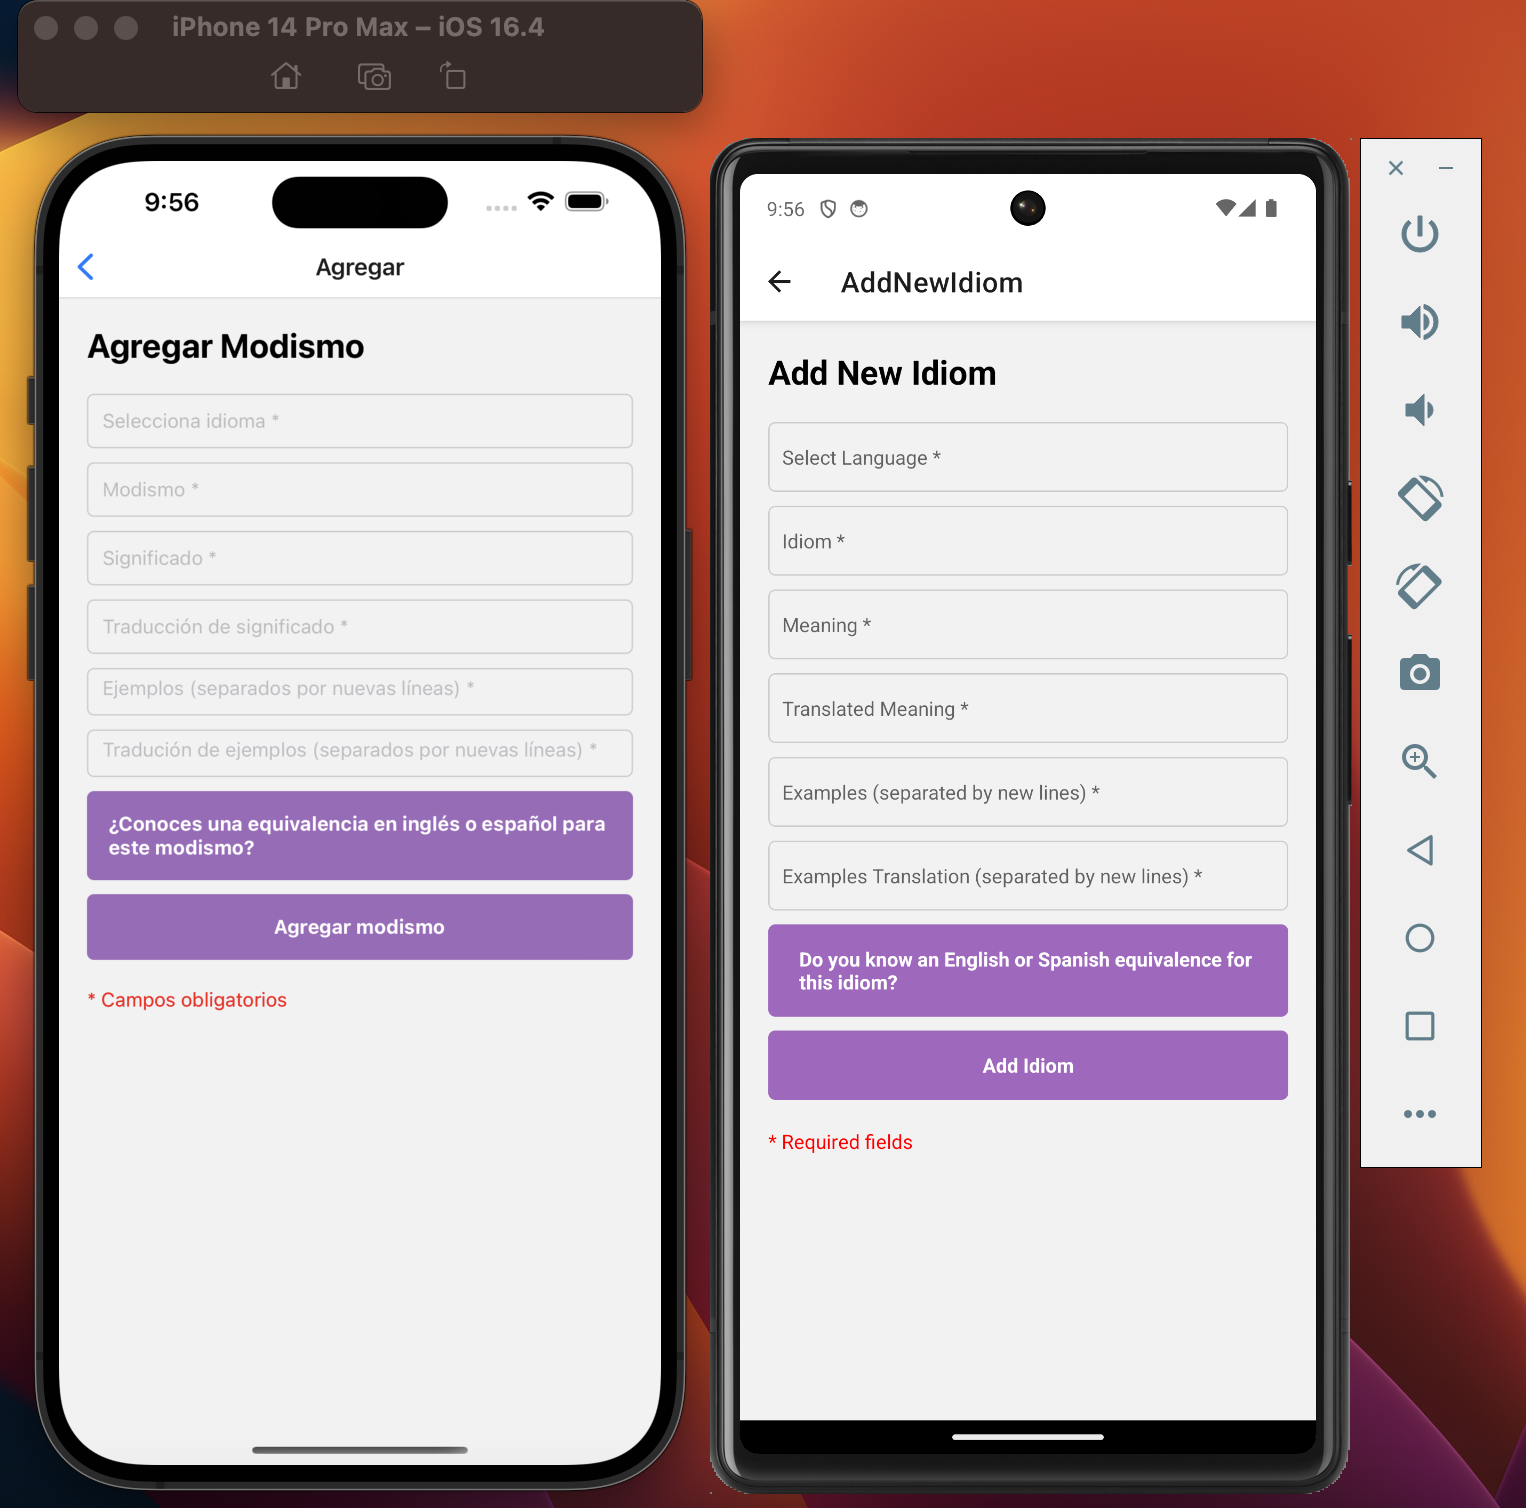 iPhone 14 Pro Max – iOS 16.4
9:56
Agregar
Agregar Modismo
Selecciona idioma *
Modismo *
Significado *
Traducción de significado *
Ejemplos (separados por nuevas líneas) *
Tradución de ejemplos (separados por nuevas líneas) *
¿Conoces una equivalencia en inglés o español para
este modismo?
Agregar modismo
* Campos obligatorios
9:56
AddNewIdiom
Add New Idiom
Select Language *
Idiom *
Meaning *
Translated Meaning *
Examples (separated by new lines) *
Examples Translation (separated by new lines) *
Do you know an English or Spanish equivalence for
this idiom?
Add Idiom
* Required fields